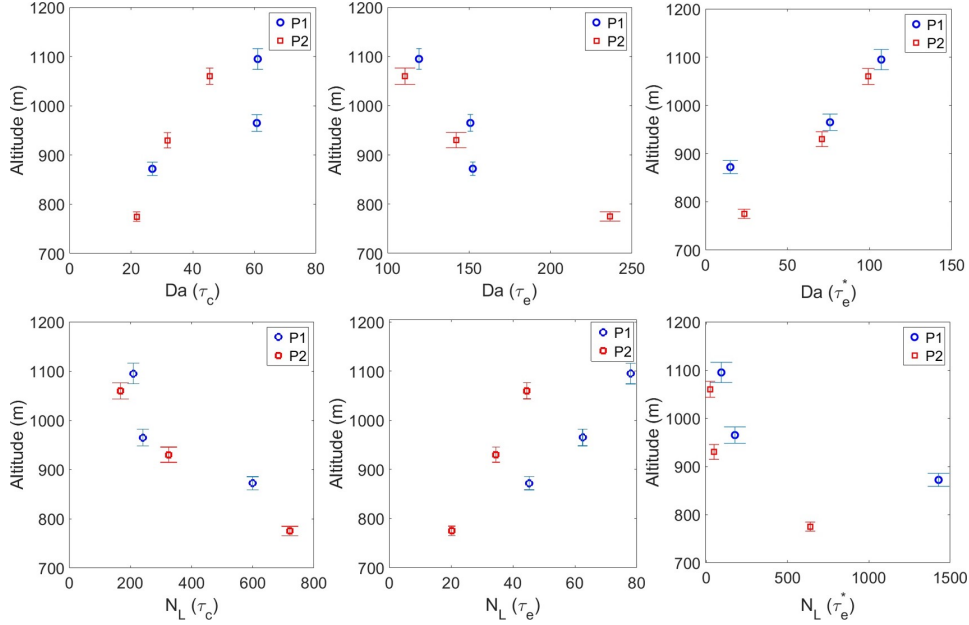 1200
1100
1000
900
800
700
Altitude (m)
0 20 40 60 80
Da (τc)
P1
P2
1200
1100
1000
900
800
700
Altitude (m)
100 150 200 250
Da (τe)
P1
P2
1200
1100
1000
900
800
700
Altitude (m)
0 50 100 150
Da (τe*)
P1
P2
1200
1100
1000
900
800
700
Altitude (m)
0 200 400 600 800
NL (τc)
P1
P2
1200
1100
1000
900
800
700
Altitude (m)
0 20 40 60 80
NL (τe)
P1
P2
1200
1100
1000
900
800
700
Altitude (m)
0 500 1000 1500
NL (τe*)
P1
P2